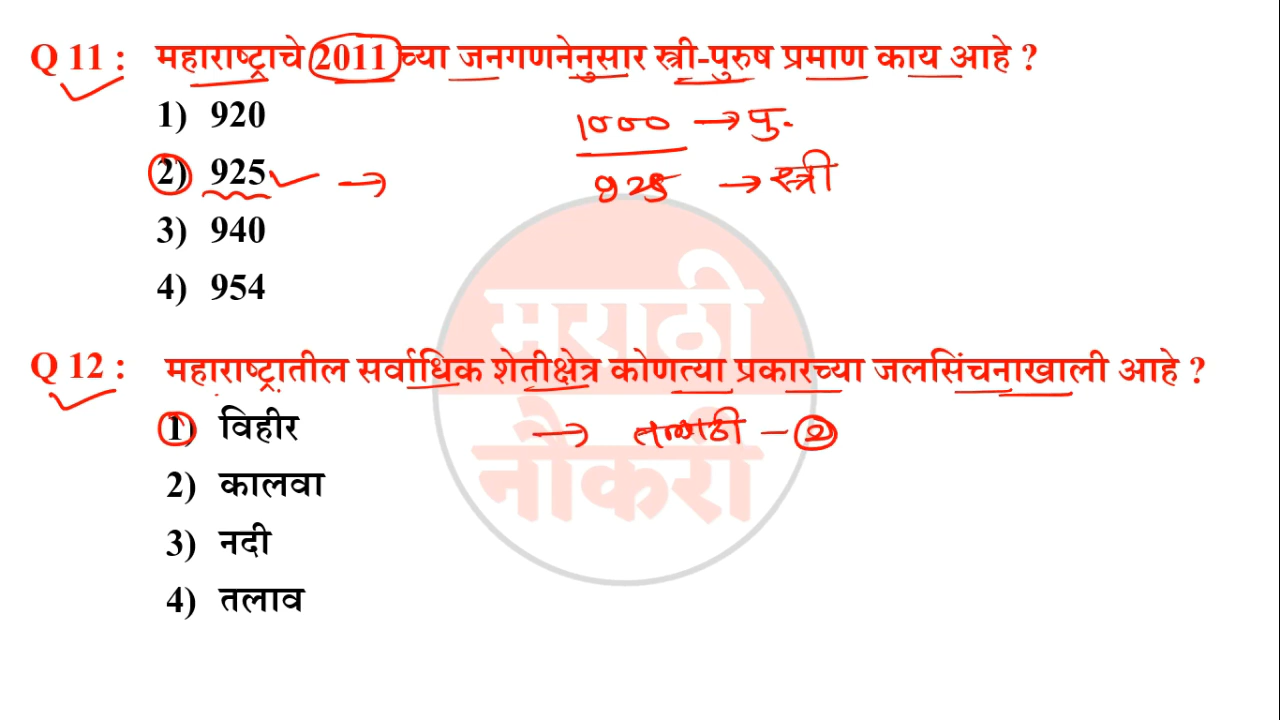 Q 11 : महाराष्ट्राचे 2011 च्या जनगणनेनुसार स्त्री-पुरुष प्रमाण काय आहे ?
1) 920
1000 → पु.
2) 925 →
925 → स्त्री
3) 940
4) 954
मराठी
नौकरी
Q 12 : महाराष्ट्रातील सर्वाधिक शेतीक्षेत्र कोणत्या प्रकारच्या जलसिंचनाखाली आहे ?
1) विहीर → तलाठी -
2) कालवा
3) नदी
4) तलाव